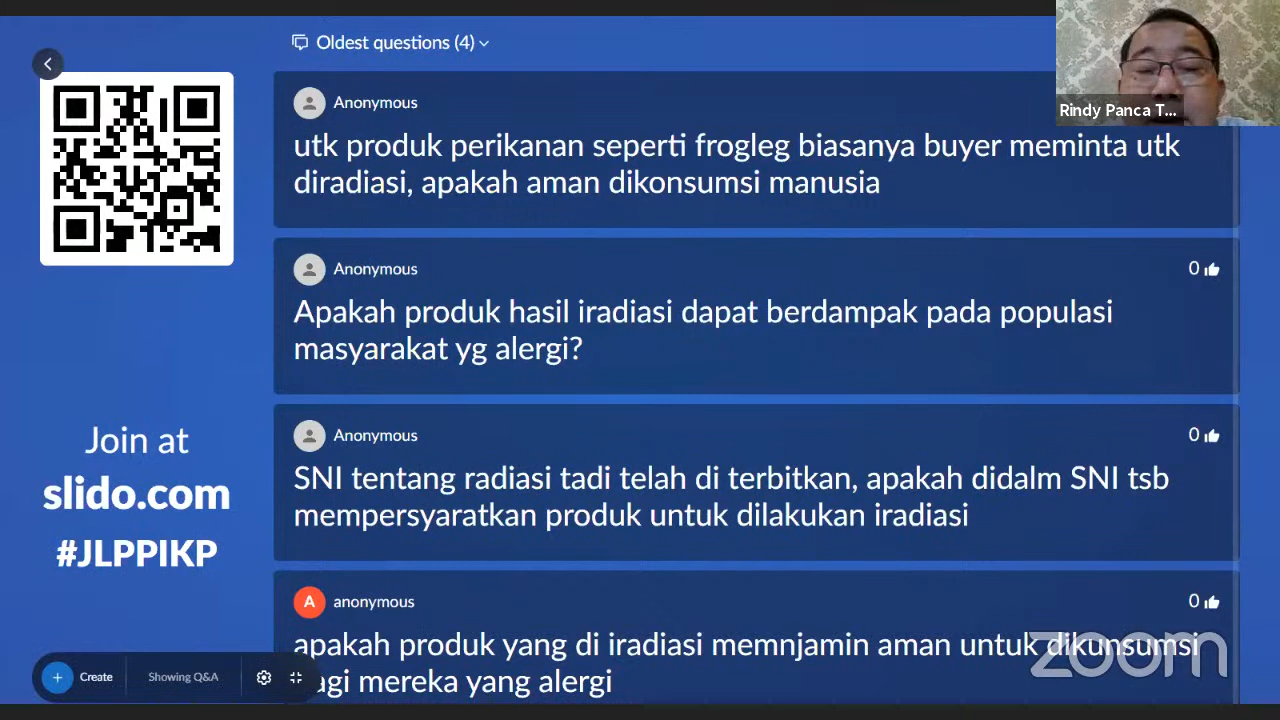 Oldest questions (4)
Rindy Panca T...
Anonymous
utk produk perikanan seperti frogleg biasanya buyer meminta utk
diradiasi, apakah aman dikonsumsi manusia
Anonymous
0
Apakah produk hasil iradiasi dapat berdampak pada populasi
masyarakat yg alergi?
Join at
slido.com
#JLPPIKP
Anonymous
0
SNI tentang radiasi tadi telah di terbitkan, apakah didalm SNI tsb
mempersyaratkan produk untuk dilakukan iradiasi
A
anonymous
0
apakah produk yang di iradiasi memnjamin aman untuk dikunsumsi
agi mereka yang alergi
zoom
+ Create
Showing Q&A